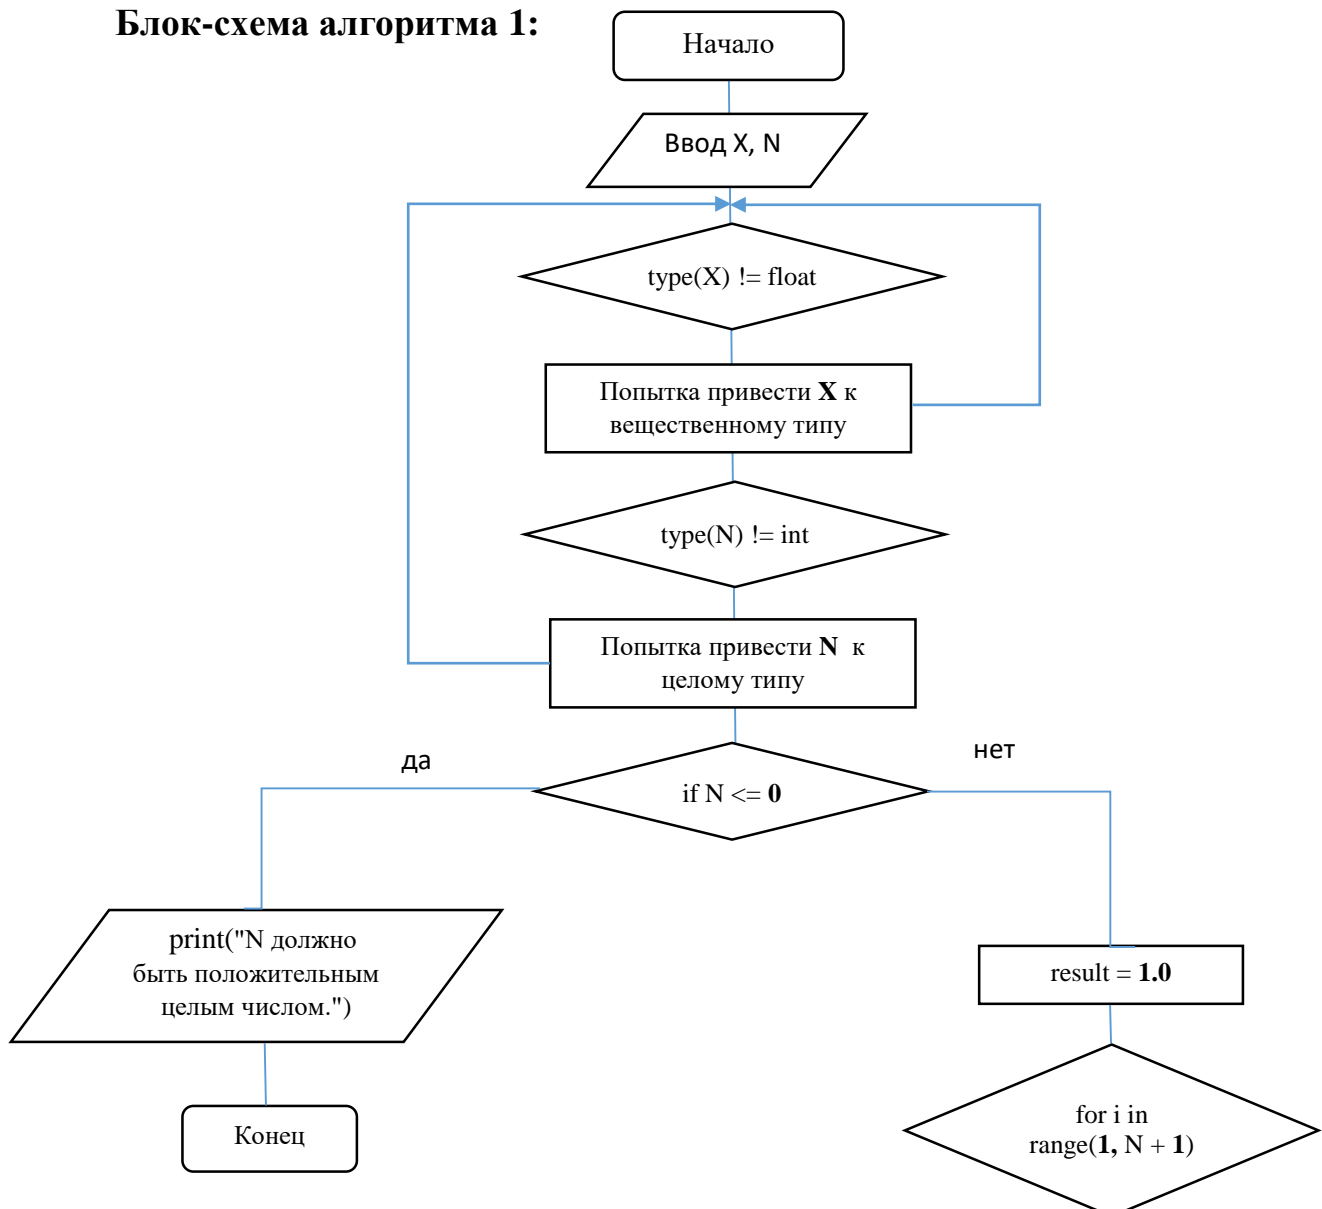 Блок-схема алгоритма 1:
Начало
Ввод X, N
type(X) != float
Попытка привести X к
вещественному типу
type(N) != int
Попытка привести N к
целому типу
да
нет
if N <= 0
print("N должно
быть положительным
целым числом.")
result = 1.0
Конец
for i in
range(1, N + 1)